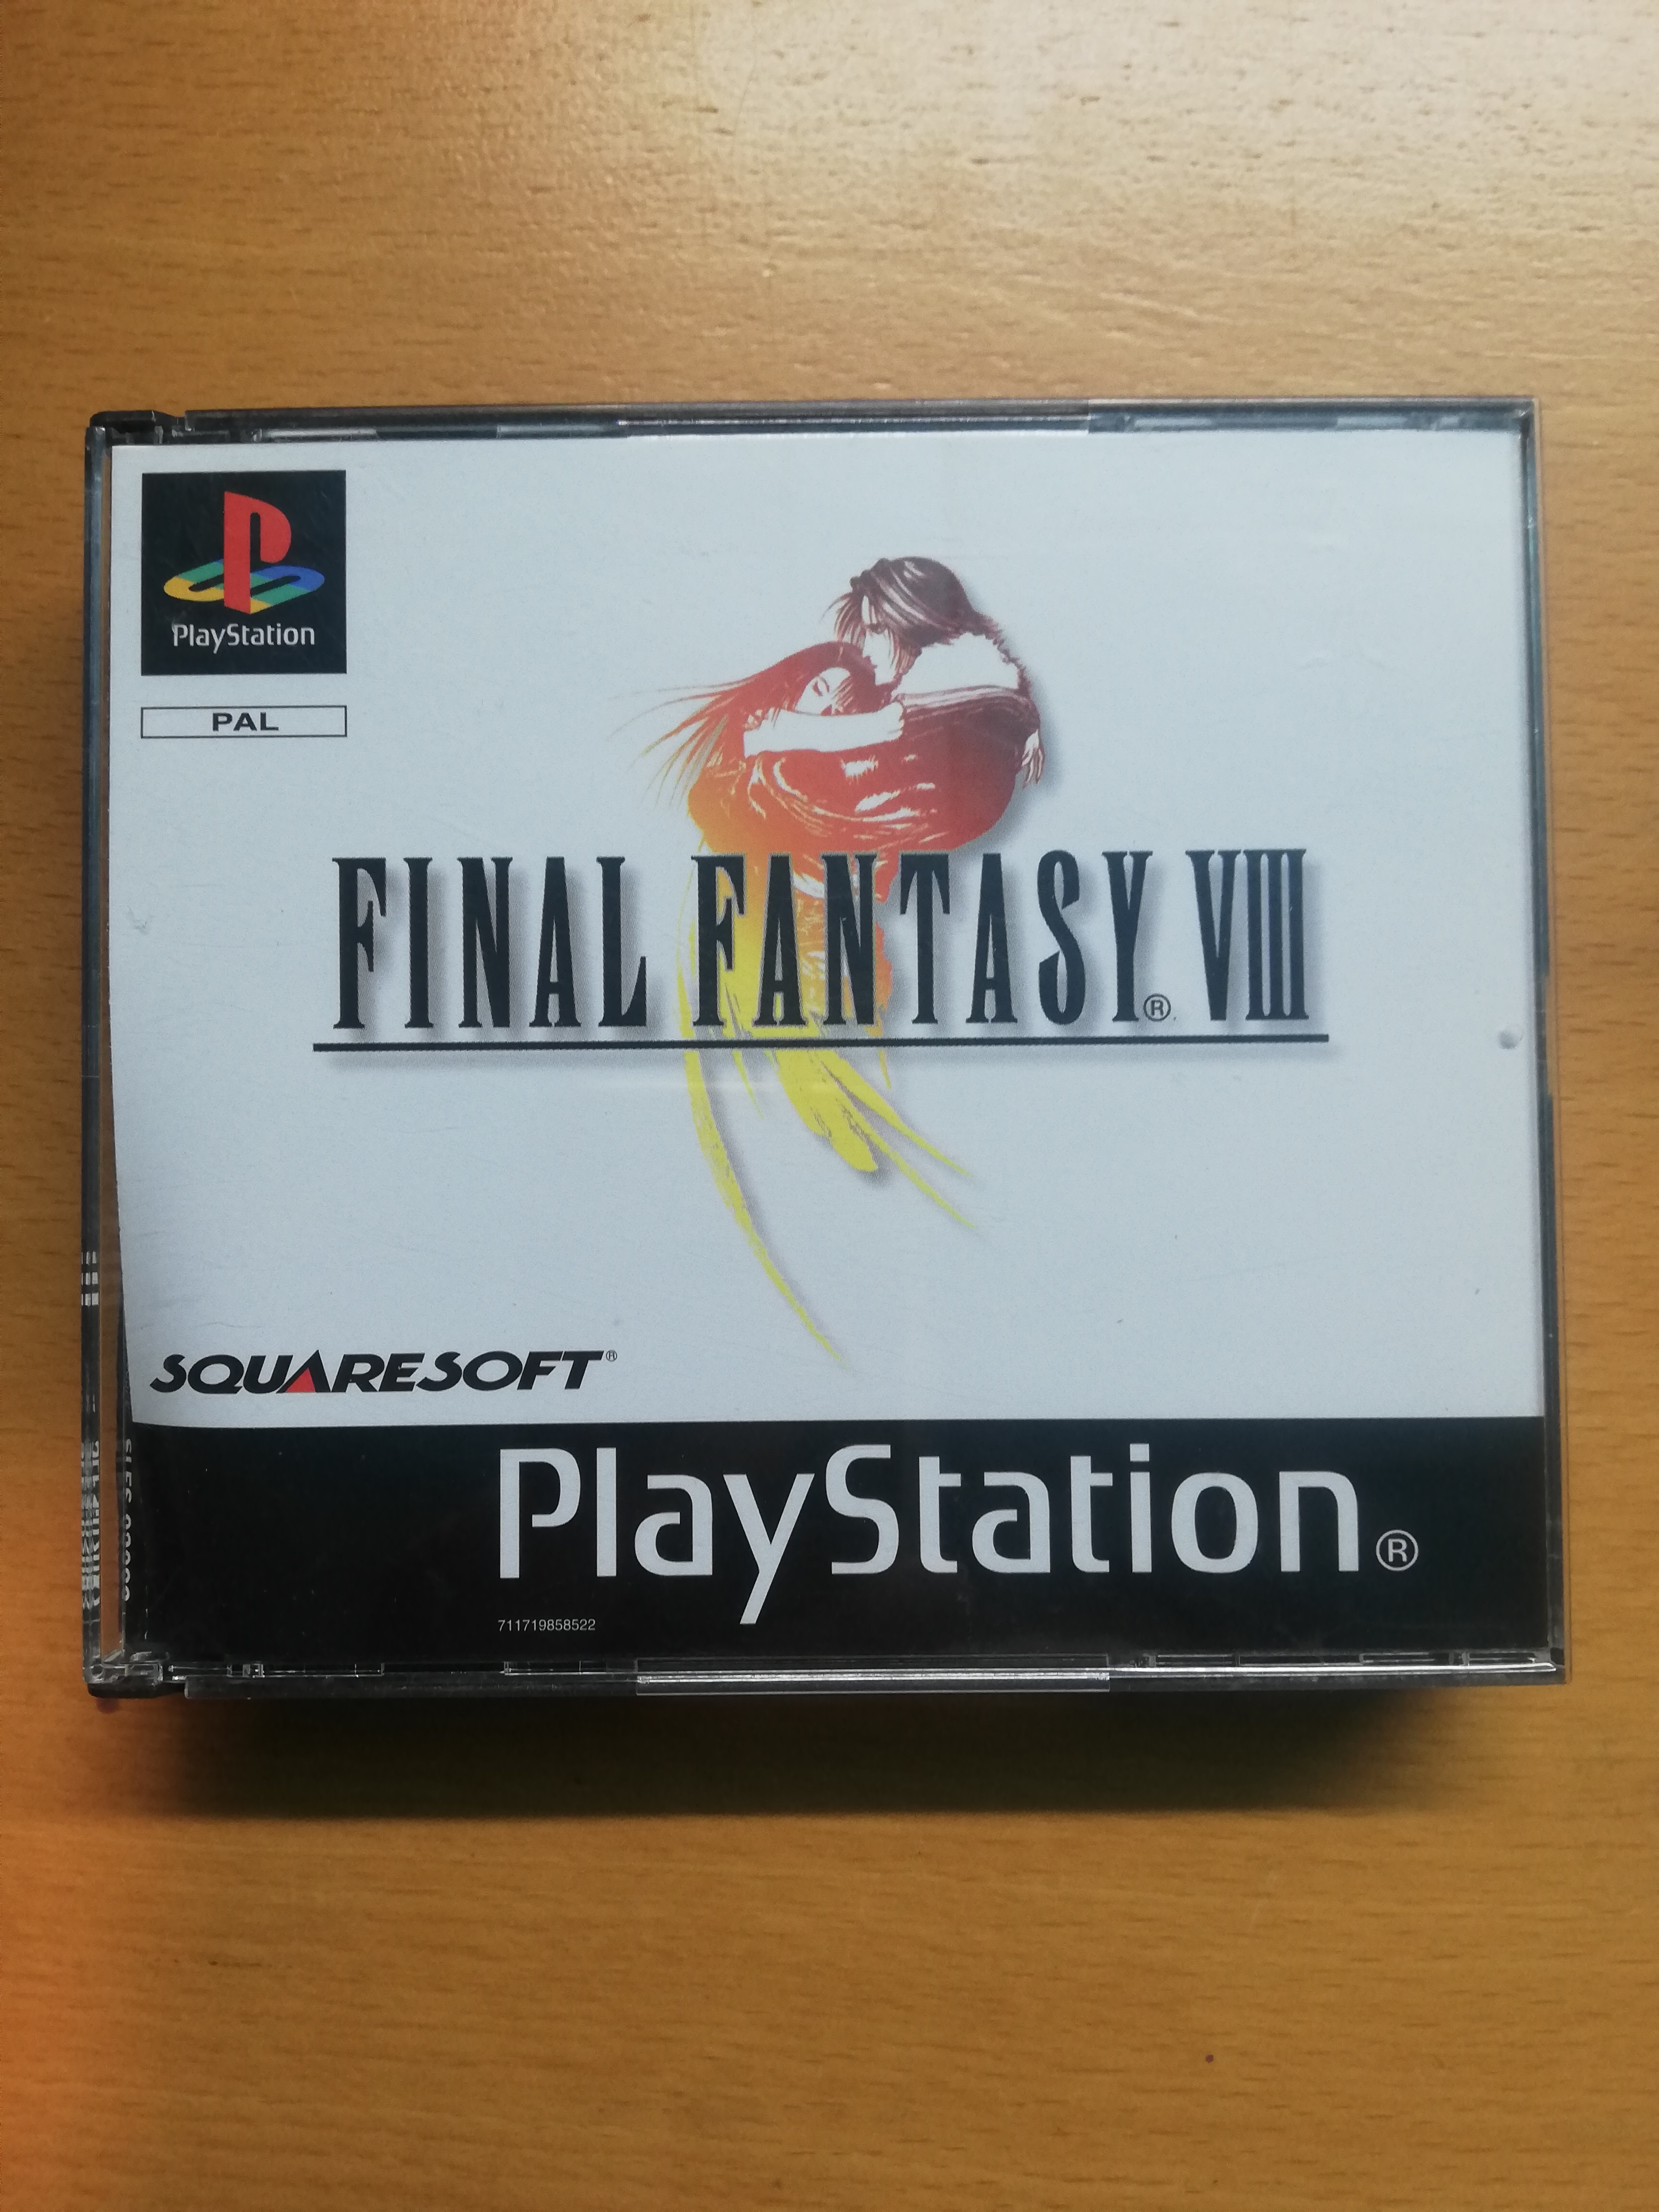 PlayStation
PAL
FINAL FANTASY®. VIII
SQUARESOFT®
PlayStation®
711719858522